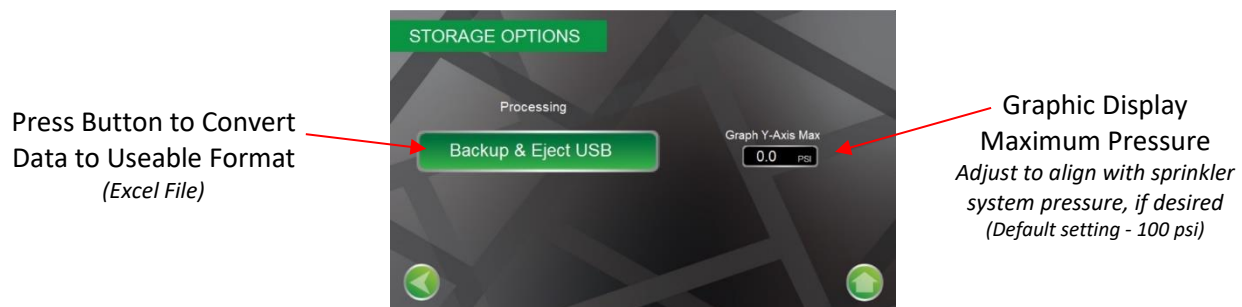 Press Button to Convert
Data to Useable Format
(Excel File)
STORAGE OPTIONS
Processing
Backup & Eject USB
Graph Y-Axis Max
0.0 PSI
Graphic Display
Maximum Pressure
Adjust to align with sprinkler
system pressure, if desired
(Default setting - 100 psi)